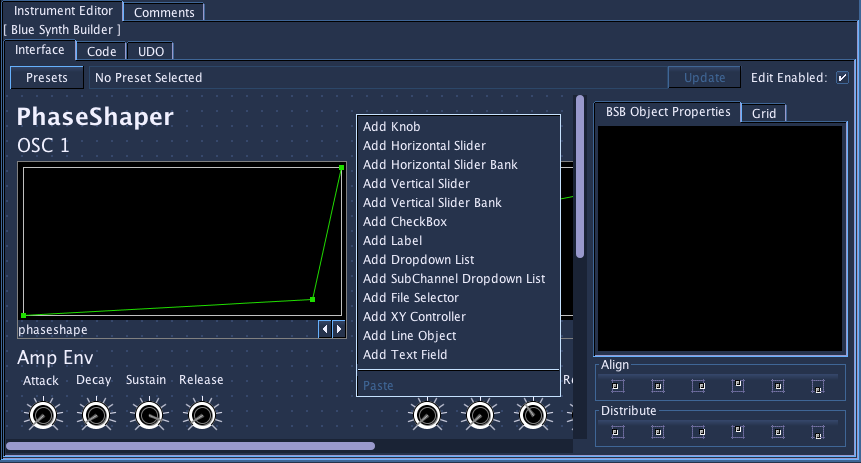 Instrument Editor
Comments
[ Blue Synth Builder ]
Interface
Code
UDO
Presets
No Preset Selected
Update
Edit Enabled:
PhaseShaper
OSC 1
phaseshape
Amp Env
Attack
Decay
Sustain
Release
Add Knob
Add Horizontal Slider
Add Horizontal Slider Bank
Add Vertical Slider
Add Vertical Slider Bank
Add CheckBox
Add Label
Add Dropdown List
Add SubChannel Dropdown List
Add File Selector
Add XY Controller
Add Line Object
Add Text Field
Paste
BSB Object Properties
Grid
Align
Distribute